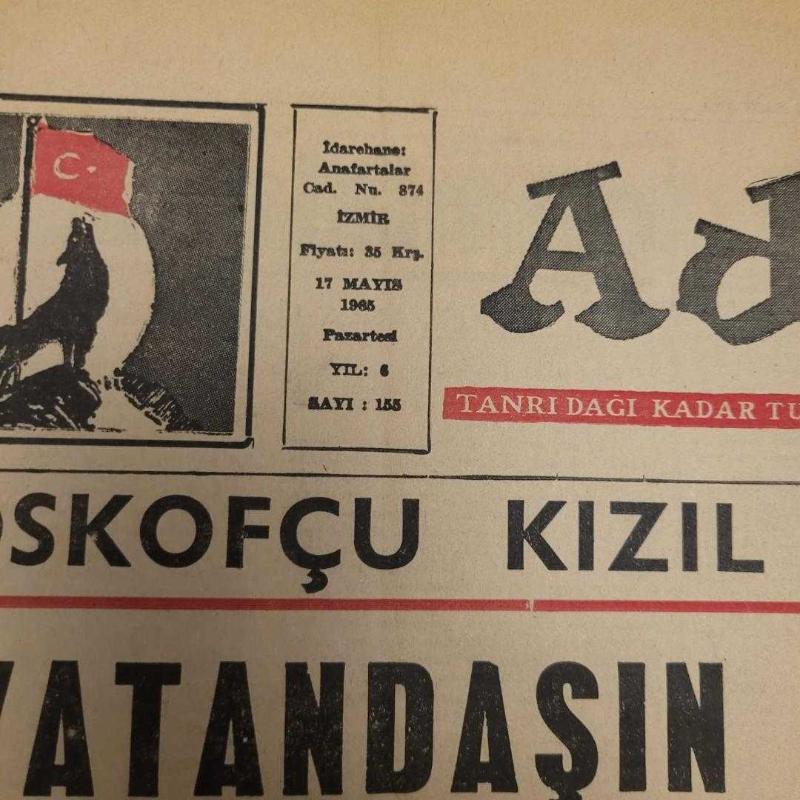 İdarehane:
Anafartalar
Cad. Nu. 874
İZMİR
Fiyatı: 35 Krş.
17 MAYIS
1965
Pazartesi
YIL: 6
SAYI : 155
Ad
TANRI DAĞI KADAR TU
OSKOFÇU KIZIL
VATANDAŞIN